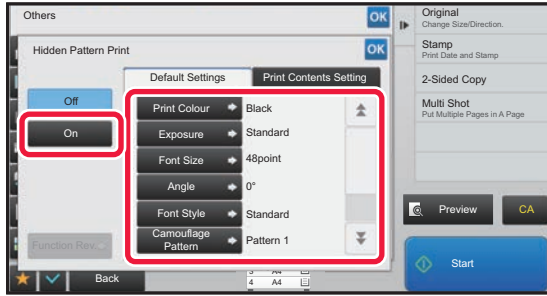 Others
OK
Hidden Pattern Print
OK
Default Settings
Print Contents Setting
Off
On
Print Colour
Black
Exposure
Standard
Font Size
48point
Angle
0°
Font Style
Standard
Camouflage
Pattern
Pattern 1
Function Rev.
Back
4 A4
Original
Change Size/Direction.
Stamp
Print Date and Stamp
2-Sided Copy
Multi Shot
Put Multiple Pages in A Page
Preview
CA
Start